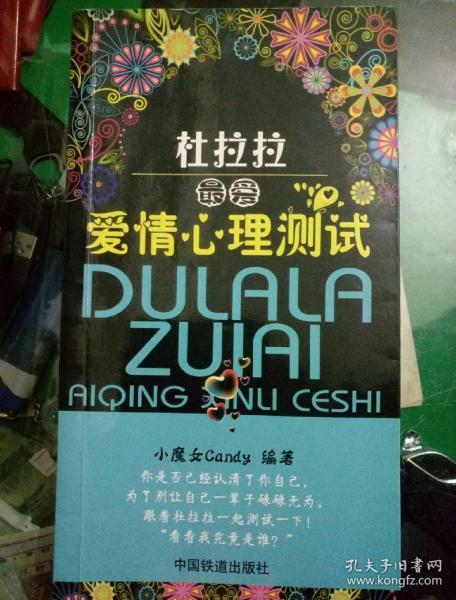 杜拉拉
最爱
爱情心理测试
DULALA
ZUIAI
AIQING XINLI CESHI
小魔女Candy 编著
你是否已经认清了你自己，
为了别让自己一辈子碌碌无为，
跟着杜拉拉一起测试一下！
“看看我究竟是谁？”
中国铁道出版社
孔夫子旧书网